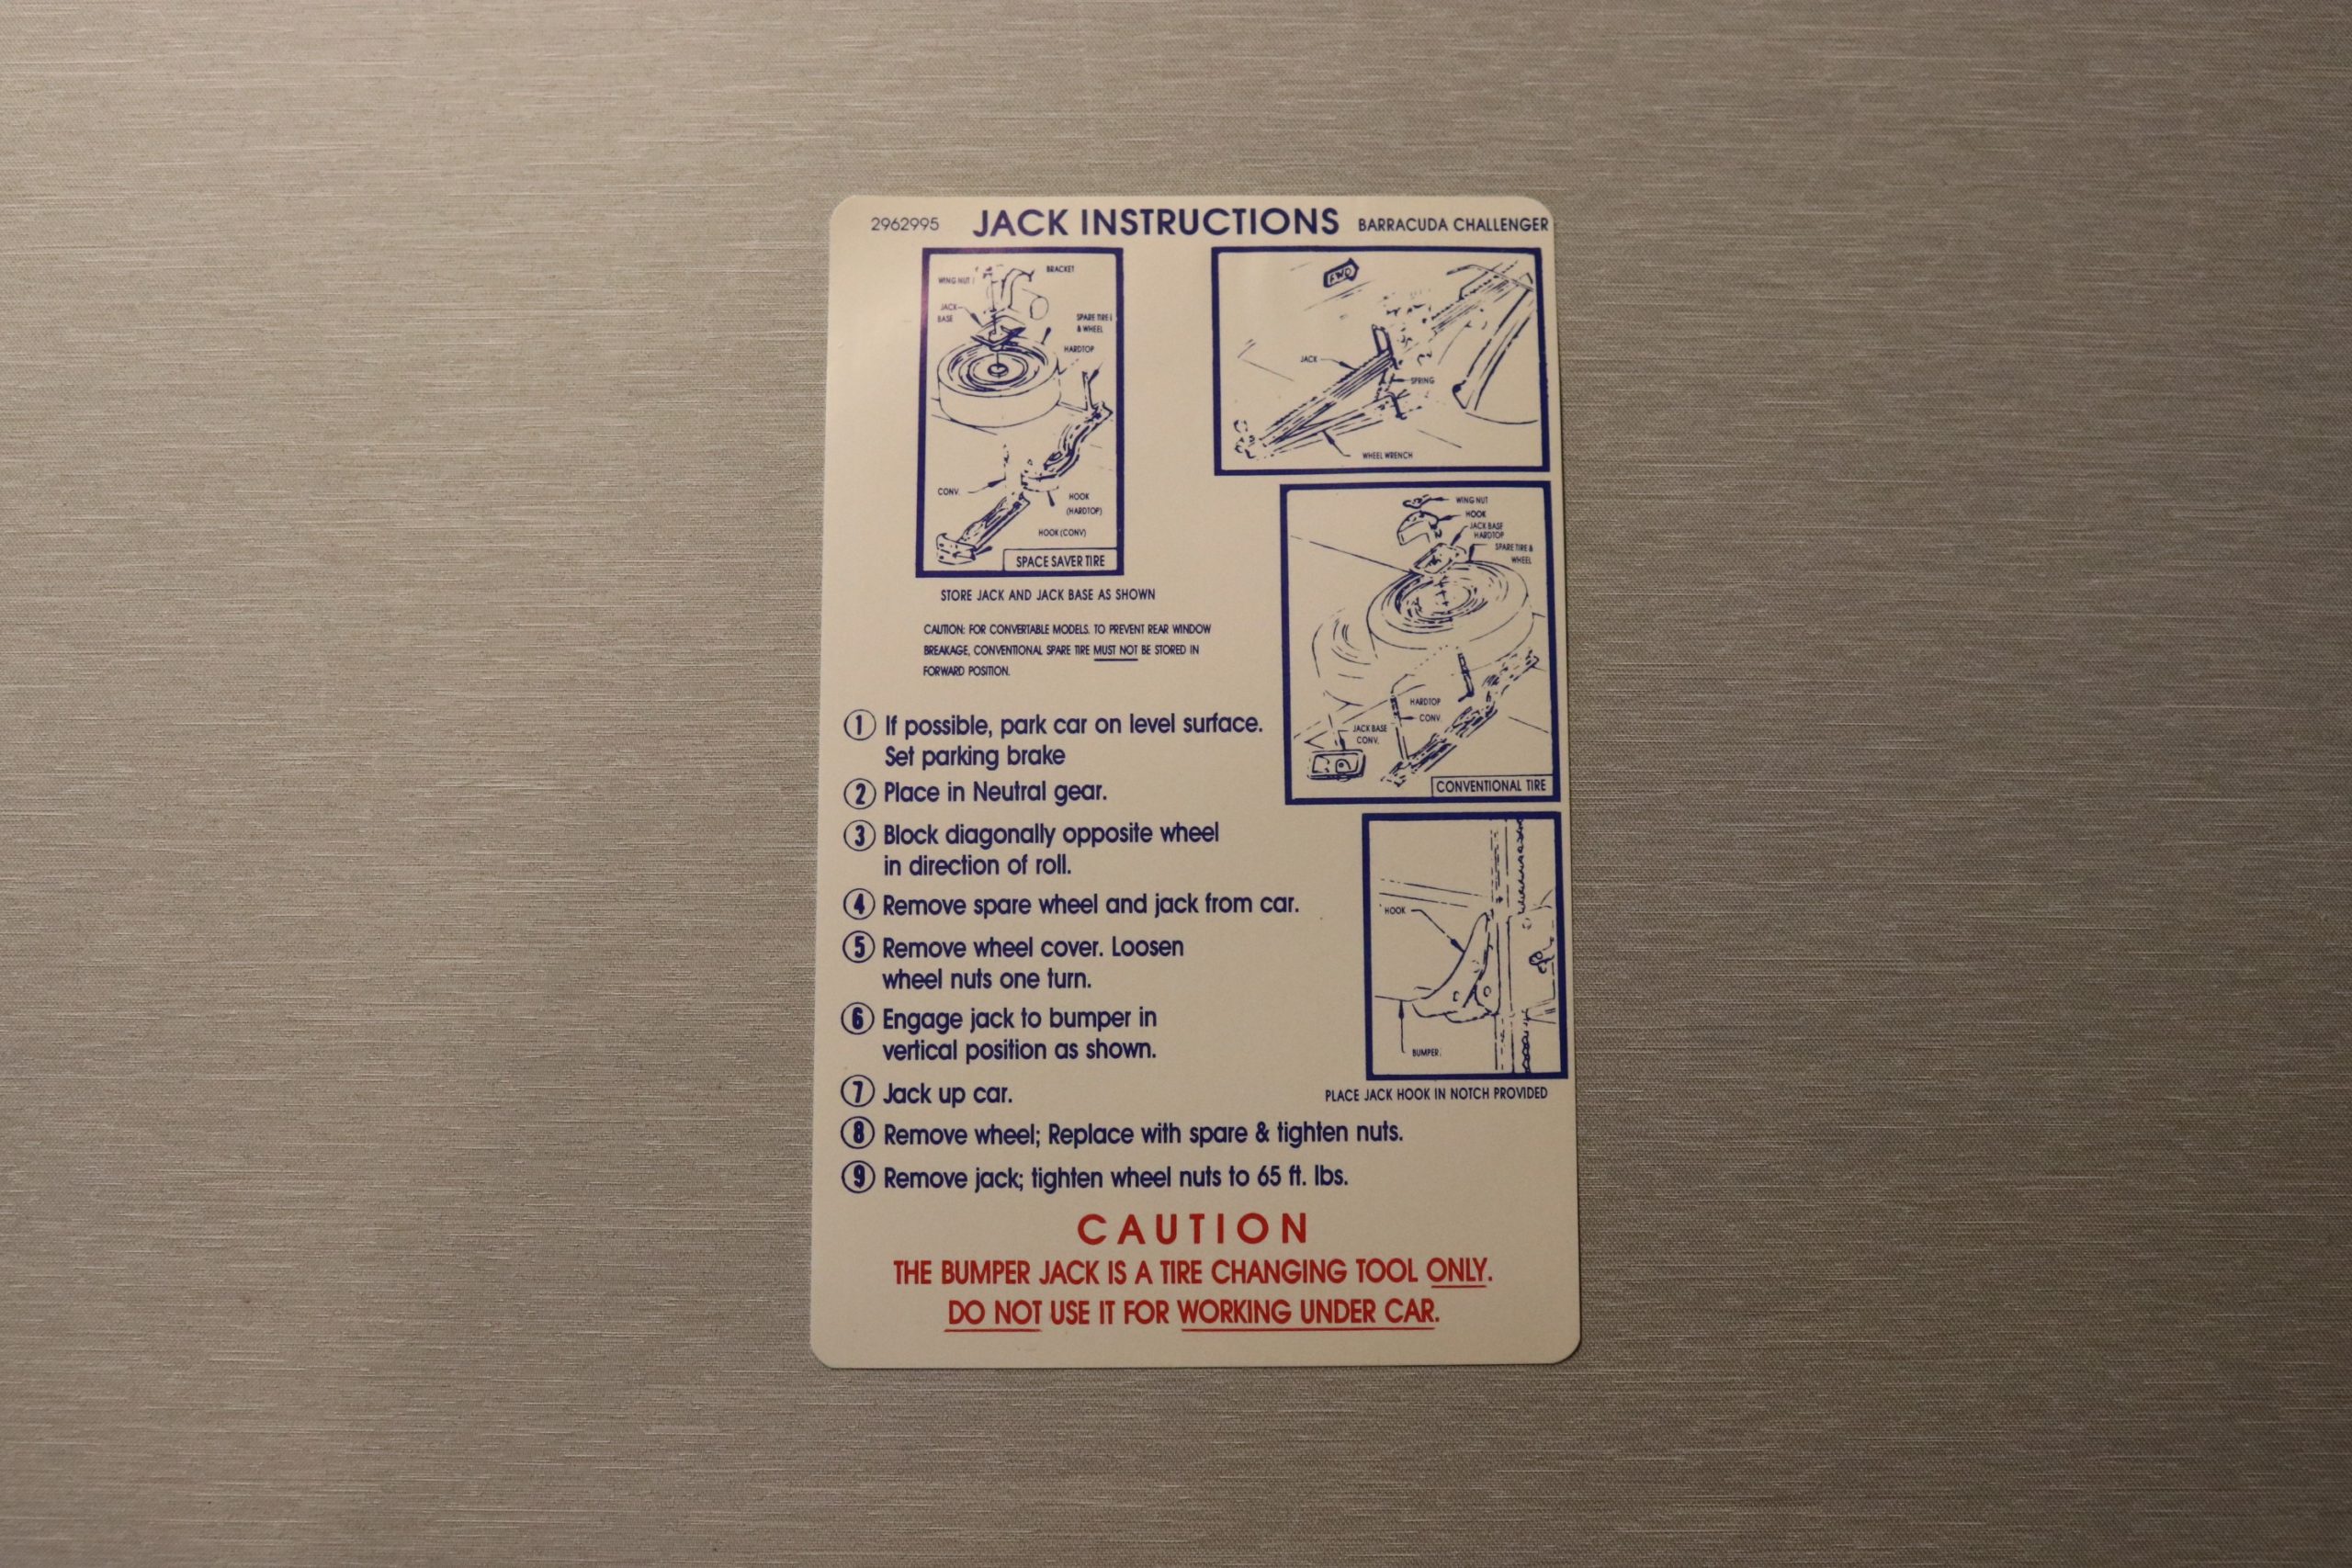 2962995 JACK INSTRUCTIONS BARRACUDA CHALLENGER
WING NUT
BRACKET
JACK
BASE
SPARE TIRE
& WHEEL
HARDTOP
CONV.
HOOK
(HARDTOP)
HOOK (CONV)
SPACE SAVER TIRE
FWD
JACK
SPRING
WHEEL WRENCH
STORE JACK AND JACK BASE AS SHOWN
CAUTION: FOR CONVERTABLE MODELS. TO PREVENT REAR WINDOW
BREAKAGE, CONVENTIONAL SPARE TIRE MUST NOT BE STORED IN
FORWARD POSITION.
WING NUT
HOOK
JACK BASE
HARDTOP
SPARE TIRE &
WHEEL
HARDTOP
CONV.
JACK BASE
CONV.
CONVENTIONAL TIRE
1 If possible, park car on level surface.
Set parking brake
2 Place in Neutral gear.
3 Block diagonally opposite wheel
in direction of roll.
4 Remove spare wheel and jack from car.
5 Remove wheel cover. Loosen
wheel nuts one turn.
6 Engage jack to bumper in
vertical position as shown.
7 Jack up car.
HOOK
BUMPER.
PLACE JACK HOOK IN NOTCH PROVIDED
8 Remove wheel; Replace with spare & tighten nuts.
9 Remove jack; tighten wheel nuts to 65 ft. lbs.
CAUTION
THE BUMPER JACK IS A TIRE CHANGING TOOL ONLY.
DO NOT USE IT FOR WORKING UNDER CAR.